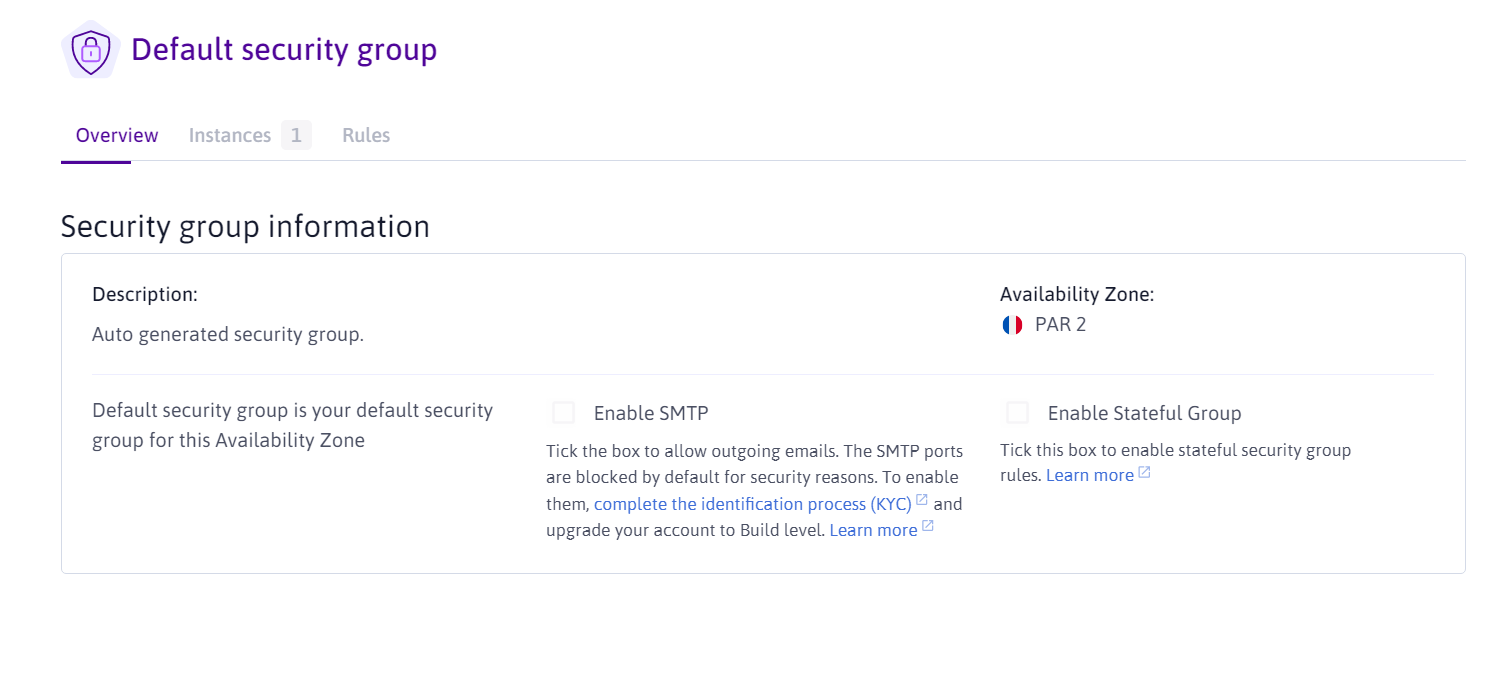 Default security group
Overview
Instances 1
Rules
Security group information
Description:
Auto generated security group.
Availability Zone:
PAR 2
Default security group is your default security
group for this Availability Zone
Enable SMTP
Tick the box to allow outgoing emails. The SMTP ports
are blocked by default for security reasons. To enable
them, complete the identification process (KYC) and
upgrade your account to Build level. Learn more
Enable Stateful Group
Tick this box to enable stateful security group
rules. Learn more